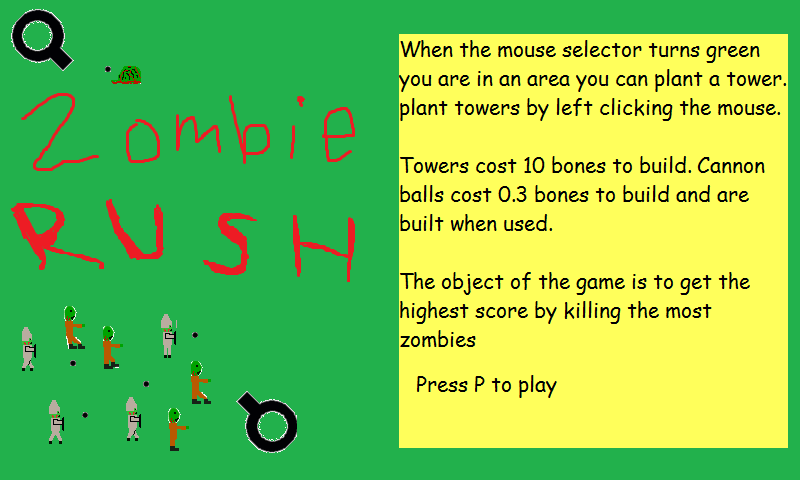 Zombie
RUSH
When the mouse selector turns green
you are in an area you can plant a tower.
plant towers by left clicking the mouse.
Towers cost 10 bones to build. Cannon
balls cost 0.3 bones to build and are
built when used.
The object of the game is to get the
highest score by killing the most
zombies
Press P to play